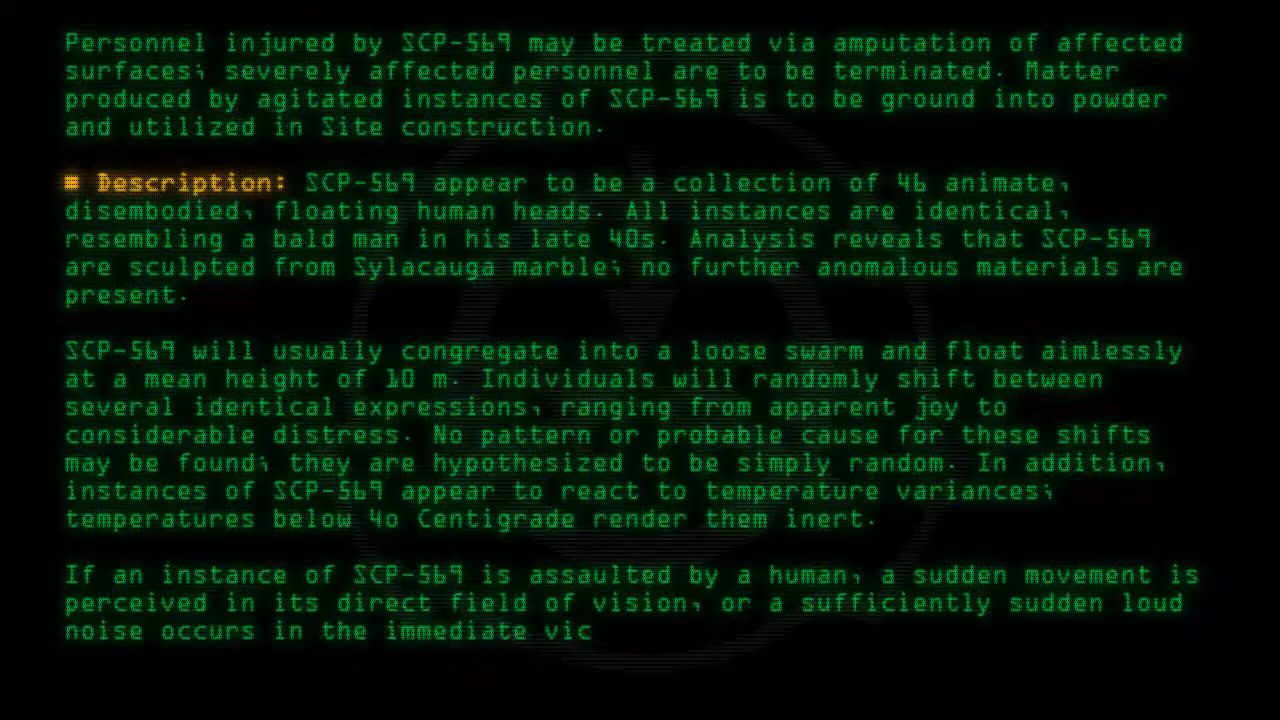 Personnel injured by SCP-569 may be treated via amputation of affected
surfaces; severely affected personnel are to be terminated. Matter
produced by agitated instances of SCP-569 is to be ground into powder
and utilized in Site construction.
■ Description: SCP-569 appear to be a collection of 46 animate,
disembodied, floating human heads. All instances are identical,
resembling a bald man in his late 40s. Analysis reveals that SCP-569
are sculpted from Sylacauga marble; no further anomalous materials are
present.
SCP-569 will usually congregate into a loose swarm and float aimlessly
at a mean height of 10 m. Individuals will randomly shift between
several identical expressions, ranging from apparent joy to
considerable distress. No pattern or probable cause for these shifts
may be found; they are hypothesized to be simply random. In addition,
instances of SCP-569 appear to react to temperature variances;
temperatures below 4o Centigrade render them inert.
If an instance of SCP-569 is assaulted by a human, a sudden movement is
perceived in its direct field of vision, or a sufficiently sudden loud
noise occurs in the immediate vic